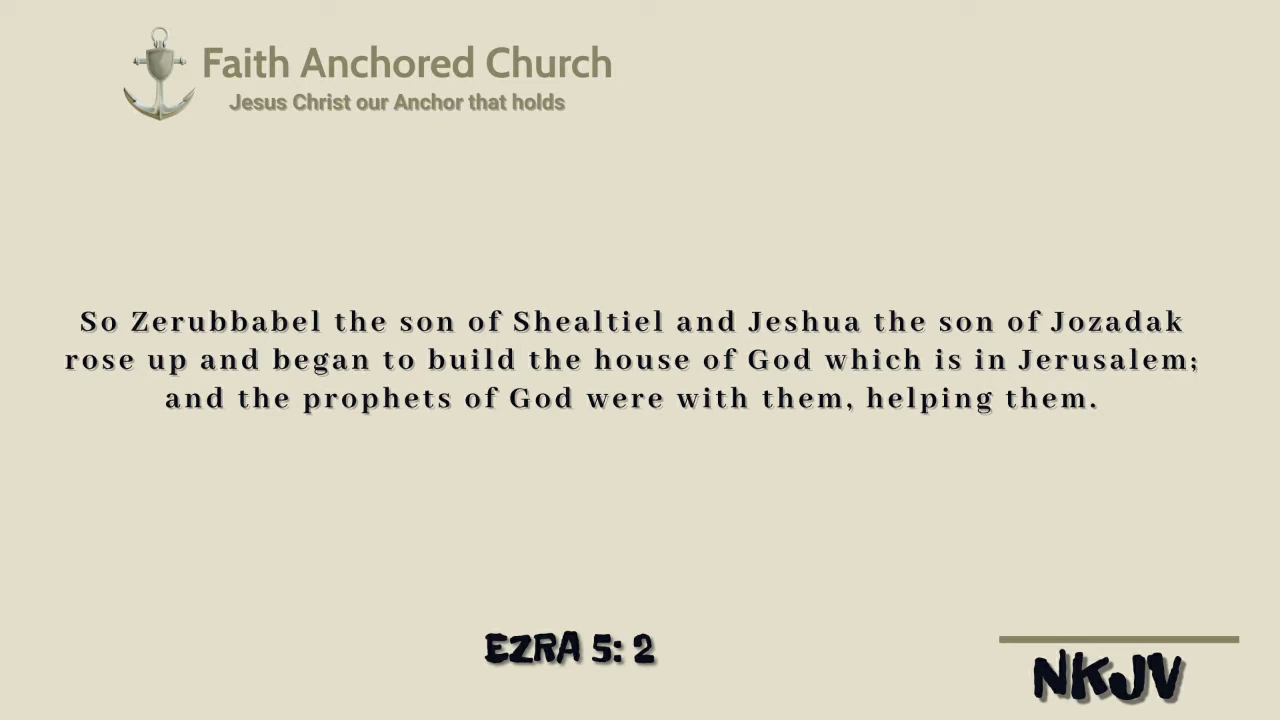 Faith Anchored Church
Jesus Christ our Anchor that holds
So Zerubbabel the son of Shealtiel and Jeshua the son of Jozadak
rose up and began to build the house of God which is in Jerusalem;
and the prophets of God were with them, helping them.
EZRA 5: 2
NKJV